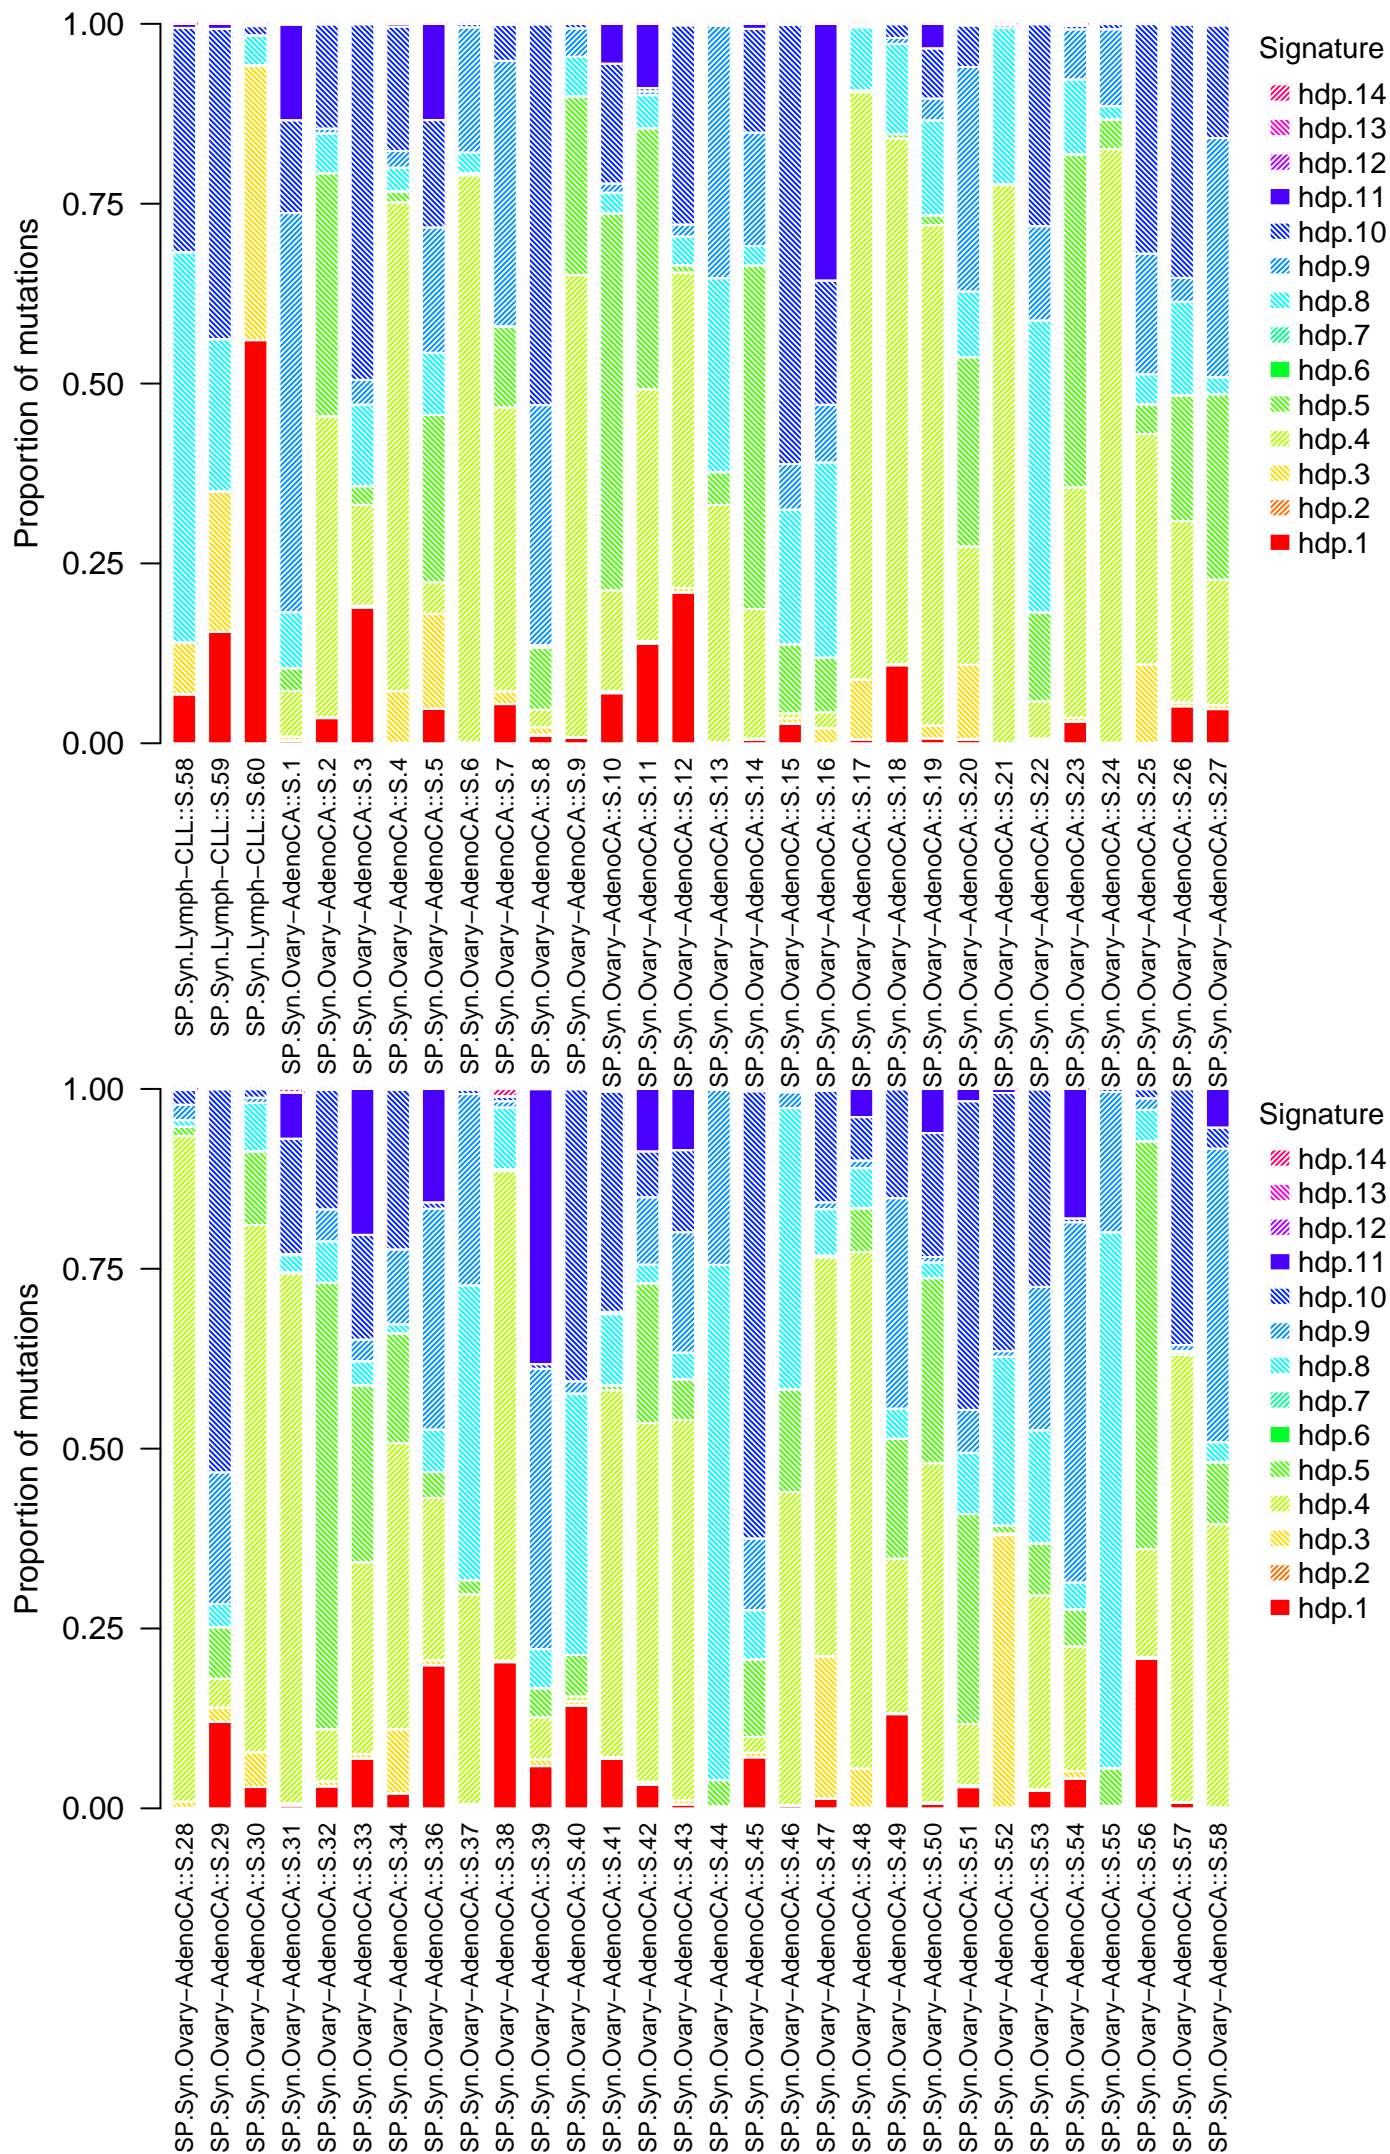 Proportion of mutations
1.00
0.75
0.50
0.25
0.00
SP.Syn.Lymph−CLL::S.58
SP.Syn.Lymph−CLL::S.59
SP.Syn.Lymph−CLL::S.60
SP.Syn.Ovary−AdenoCA::S.1
SP.Syn.Ovary−AdenoCA::S.2
SP.Syn.Ovary−AdenoCA::S.3
SP.Syn.Ovary−AdenoCA::S.4
SP.Syn.Ovary−AdenoCA::S.5
SP.Syn.Ovary−AdenoCA::S.6
SP.Syn.Ovary−AdenoCA::S.7
SP.Syn.Ovary−AdenoCA::S.8
SP.Syn.Ovary−AdenoCA::S.9
SP.Syn.Ovary−AdenoCA::S.10
SP.Syn.Ovary−AdenoCA::S.11
SP.Syn.Ovary−AdenoCA::S.12
SP.Syn.Ovary−AdenoCA::S.13
SP.Syn.Ovary−AdenoCA::S.14
SP.Syn.Ovary−AdenoCA::S.15
SP.Syn.Ovary−AdenoCA::S.16
SP.Syn.Ovary−AdenoCA::S.17
SP.Syn.Ovary−AdenoCA::S.18
SP.Syn.Ovary−AdenoCA::S.19
SP.Syn.Ovary−AdenoCA::S.20
SP.Syn.Ovary−AdenoCA::S.21
SP.Syn.Ovary−AdenoCA::S.22
SP.Syn.Ovary−AdenoCA::S.23
SP.Syn.Ovary−AdenoCA::S.24
SP.Syn.Ovary−AdenoCA::S.25
SP.Syn.Ovary−AdenoCA::S.26
SP.Syn.Ovary−AdenoCA::S.27
Signature
hdp.14
hdp.13
hdp.12
hdp.11
hdp.10
hdp.9
hdp.8
hdp.7
hdp.6
hdp.5
hdp.4
hdp.3
hdp.2
hdp.1
Proportion of mutations
1.00
0.75
0.50
0.25
0.00
SP.Syn.Ovary−AdenoCA::S.28
SP.Syn.Ovary−AdenoCA::S.29
SP.Syn.Ovary−AdenoCA::S.30
SP.Syn.Ovary−AdenoCA::S.31
SP.Syn.Ovary−AdenoCA::S.32
SP.Syn.Ovary−AdenoCA::S.33
SP.Syn.Ovary−AdenoCA::S.34
SP.Syn.Ovary−AdenoCA::S.36
SP.Syn.Ovary−AdenoCA::S.37
SP.Syn.Ovary−AdenoCA::S.38
SP.Syn.Ovary−AdenoCA::S.39
SP.Syn.Ovary−AdenoCA::S.40
SP.Syn.Ovary−AdenoCA::S.41
SP.Syn.Ovary−AdenoCA::S.42
SP.Syn.Ovary−AdenoCA::S.43
SP.Syn.Ovary−AdenoCA::S.44
SP.Syn.Ovary−AdenoCA::S.45
SP.Syn.Ovary−AdenoCA::S.46
SP.Syn.Ovary−AdenoCA::S.47
SP.Syn.Ovary−AdenoCA::S.48
SP.Syn.Ovary−AdenoCA::S.49
SP.Syn.Ovary−AdenoCA::S.50
SP.Syn.Ovary−AdenoCA::S.51
SP.Syn.Ovary−AdenoCA::S.52
SP.Syn.Ovary−AdenoCA::S.53
SP.Syn.Ovary−AdenoCA::S.54
SP.Syn.Ovary−AdenoCA::S.55
SP.Syn.Ovary−AdenoCA::S.56
SP.Syn.Ovary−AdenoCA::S.57
SP.Syn.Ovary−AdenoCA::S.58
Signature
hdp.14
hdp.13
hdp.12
hdp.11
hdp.10
hdp.9
hdp.8
hdp.7
hdp.6
hdp.5
hdp.4
hdp.3
hdp.2
hdp.1